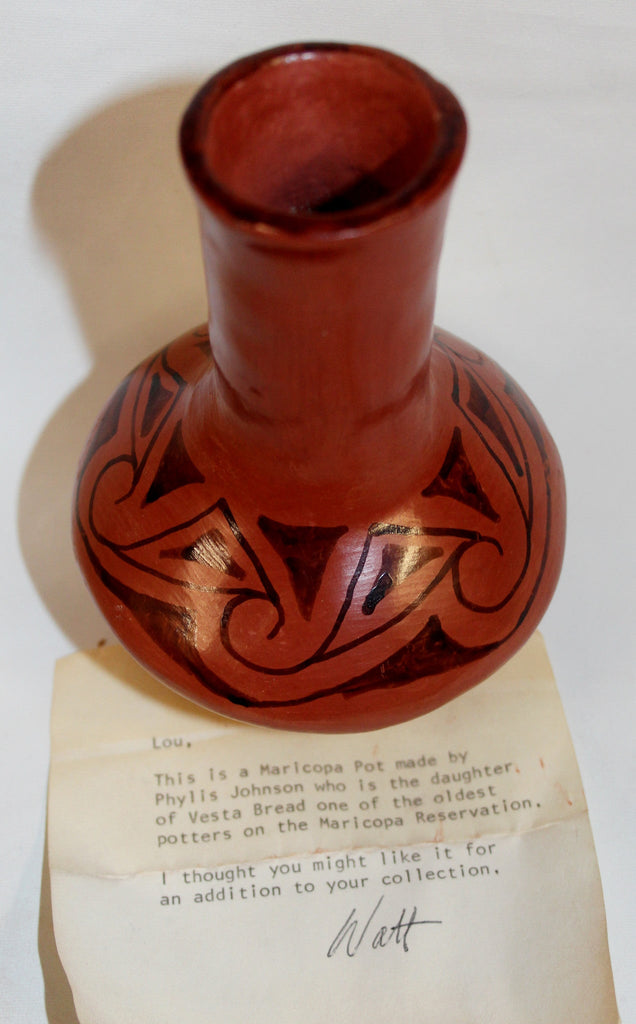 Lou,
This is a Maricopa Pot made by
Phylis Johnson who is the daughter
of Vesta Bread one of the oldest
potters on the Maricopa Reservation.
I thought you might like it for
an addition to your collection.
Watt